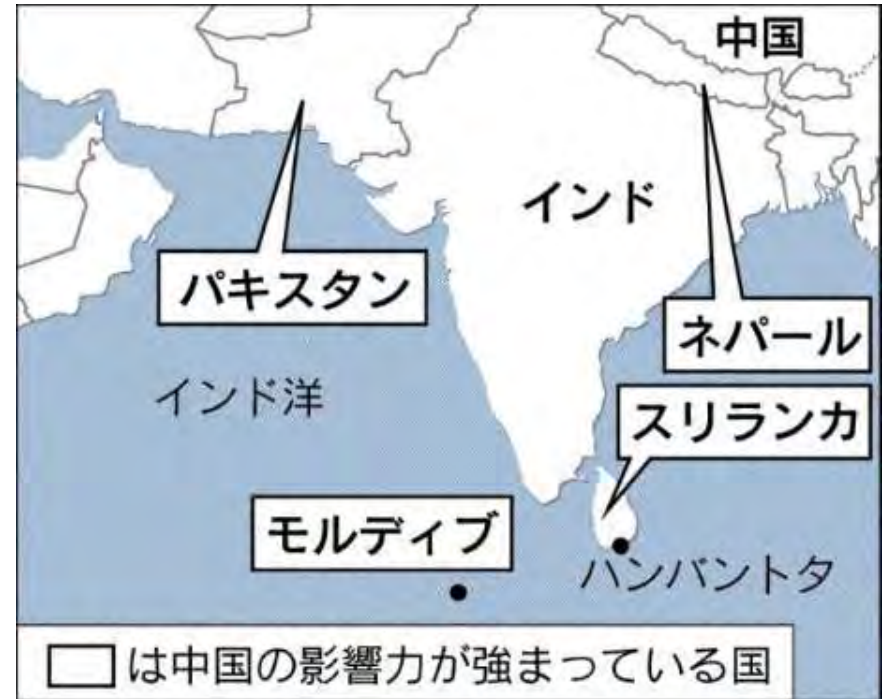 中国
インド
パキスタン
ネパール
インド洋
スリランカ
モルディブ
ハンバントタ
は中国の影響力が強まっている国